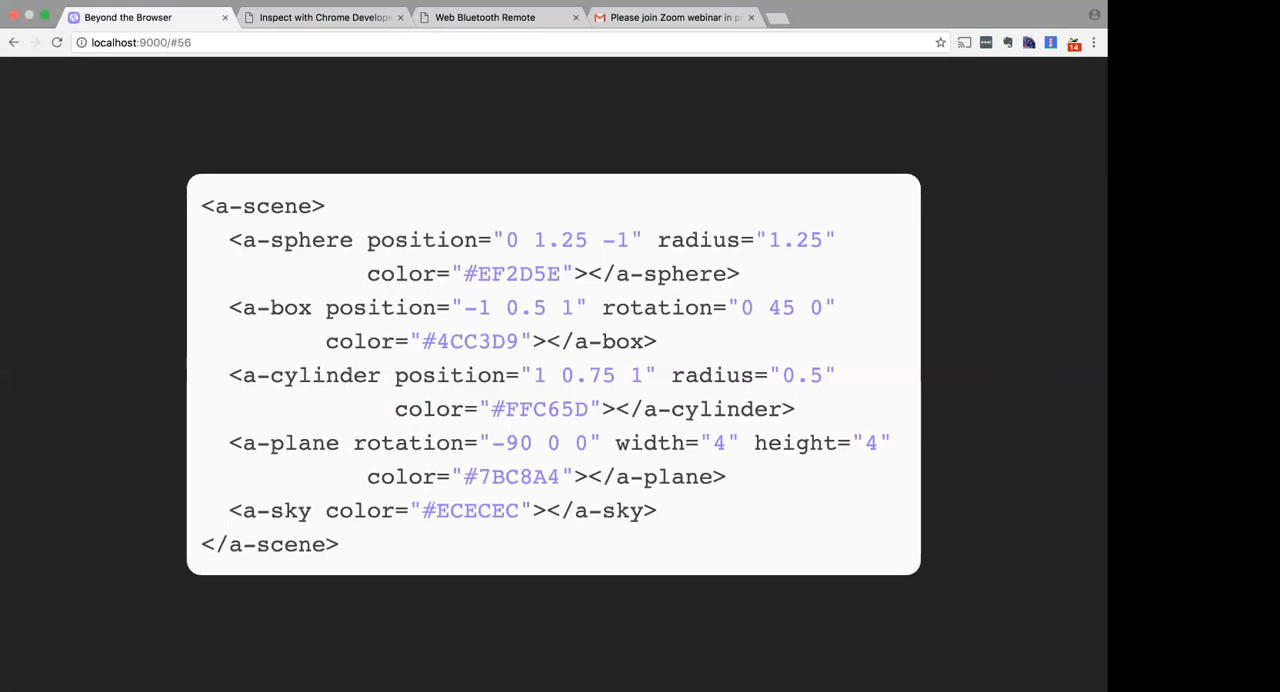 Beyond the Browser
Inspect with Chrome Develope
Web Bluetooth Remote
Please join Zoom webinar in pr
localhost:9000/#56
14
<a-scene>
<a-sphere position="0 1.25 -1" radius="1.25"
color="#EF2D5E"></a-sphere>
<a-box position="-1 0.5 1" rotation="0 45 0"
color="#4CC3D9"></a-box>
<a-cylinder position="1 0.75 1" radius="0.5"
color="#FFC65D"></a-cylinder>
<a-plane rotation="-90 0 0" width="4" height="4"
color="#7BC8A4"></a-plane>
<a-sky color="#ECECEC"></a-sky>
</a-scene>